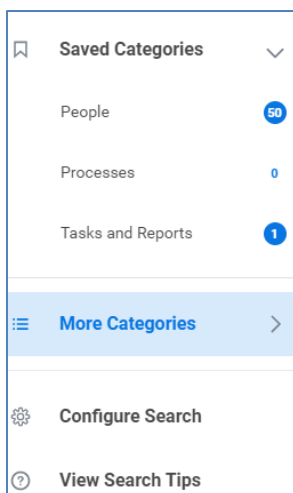 Saved Categories
People 50
Processes 0
Tasks and Reports 1
More Categories
Configure Search
View Search Tips